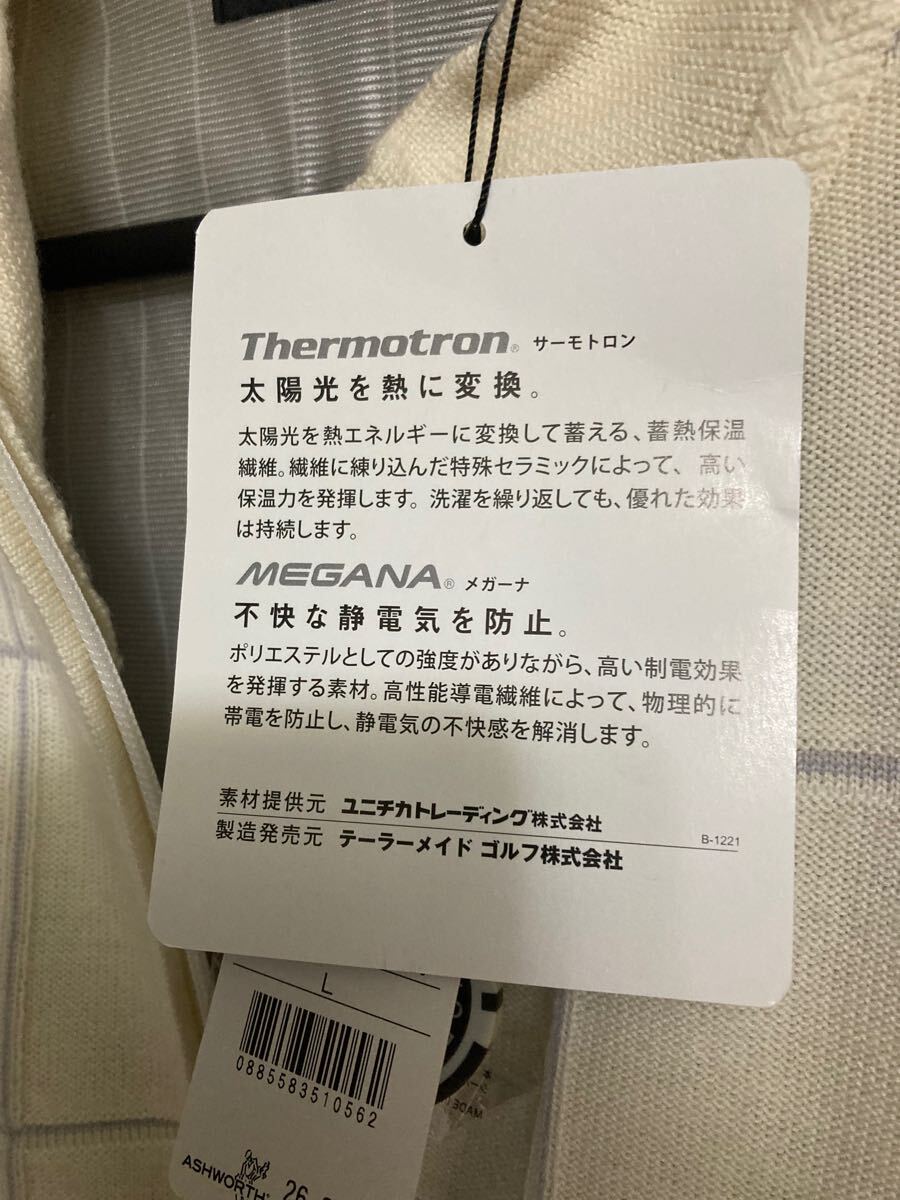 Thermotron® サーモトロン
太陽光を熱に変換。
太陽光を熱エネルギーに変換して蓄える、蓄熱保温
繊維。繊維に練り込んだ特殊セラミックによって、高い
保温力を発揮します。洗濯を繰り返しても、優れた効果
は持続します。
MEGANA® メガーナ
不快な静電気を防止。
ポリエステルとしての強度がありながら、高い制電効果
を発揮する素材。高性能導電繊維によって、物理的に
帯電を防止し、静電気の不快感を解消します。
素材提供元 ユニチカトレーディング株式会社
製造発売元 テーラーメイド ゴルフ株式会社
B-1221
L
0885583510562
MADE
ASHWORTH
26